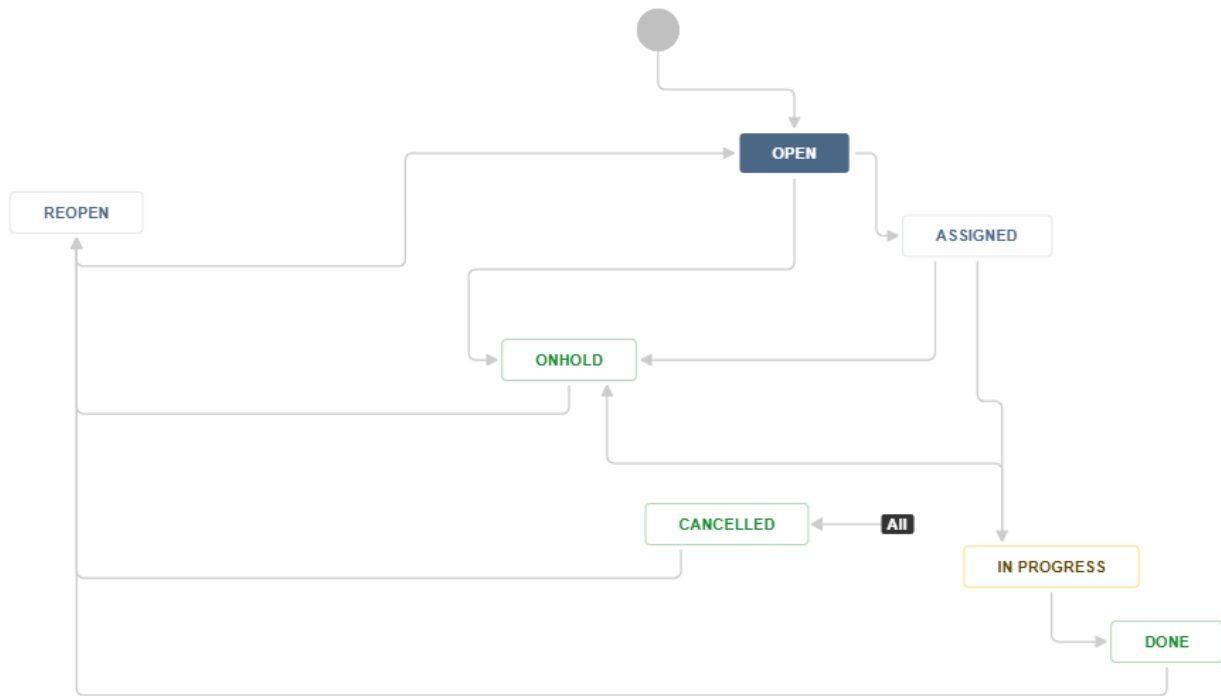 OPEN
REOPEN
ASSIGNED
ONHOLD
CANCELLED
All
IN PROGRESS
DONE